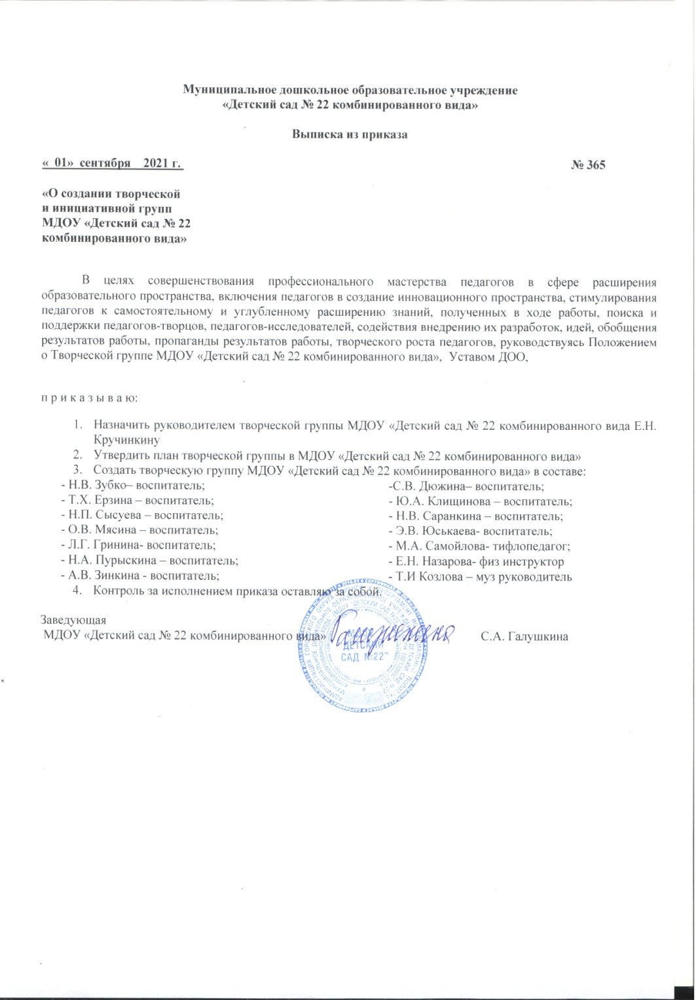 Муниципальное дошкольное образовательное учреждение
«Детский сад № 22 комбинированного вида»
Выписка из приказа
« 01» сентября 2021 г.
№ 365
«О создании творческой
и инициативной групп
МДОУ «Детский сад № 22
комбинированного вида»
В целях совершенствования профессионального мастерства педагогов в сфере расширения
образовательного пространства, включения педагогов в создание инновационного пространства, стимулирования
педагогов к самостоятельному и углубленному расширению знаний, полученных в ходе работы, поиска и
поддержки педагогов-творцов, педагогов-исследователей, содействия внедрению их разработок, идей, обобщения
результатов работы, пропаганды результатов работы, творческого роста педагогов, руководствуясь Положением
о Творческой группе МДОУ «Детский сад № 22 комбинированного вида», Уставом ДОО,
п р и к а з ы в а ю:
1. Назначить руководителем творческой группы МДОУ «Детский сад № 22 комбинированного вида Е.Н.
Кручинкину
2. Утвердить план творческой группы в МДОУ «Детский сад № 22 комбинированного вида»
3. Создать творческую группу МДОУ «Детский сад № 22 комбинированного вида» в составе:
- Н.В. Зубко– воспитатель;
- Т.Х. Ерзина – воспитатель;
- Н.П. Сысуева – воспитатель;
- О.В. Мясина – воспитатель;
- Л.Г. Гринина- воспитатель;
- Н.А. Пурыскина – воспитатель;
- А.В. Зинкина - воспитатель;
-С.В. Дюжина– воспитатель;
- Ю.А. Клищинова – воспитатель;
- Н.В. Саранкина – воспитатель;
- Э.В. Юськаева- воспитатель;
- М.А. Самойлова- тифлопедагог;
- Е.Н. Назарова- физ инструктор
- Т.И Козлова – муз руководитель
4. Контроль за исполнением приказа оставляю за собой.
Заведующая
МДОУ «Детский сад № 22 комбинированного вида»
С.А. Галушкина
ДЕТСКИЙ
САД №22"